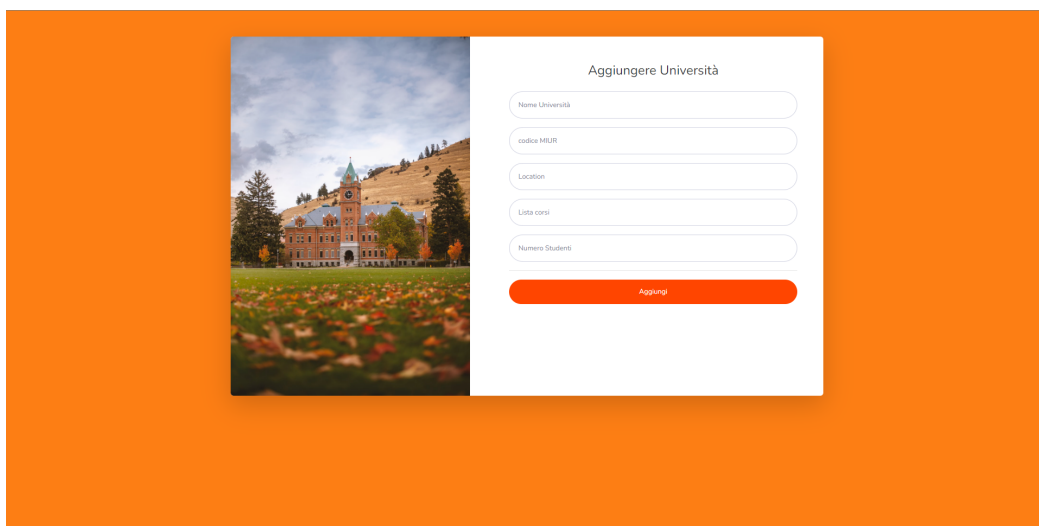 Aggiungere Università
Nome Università
codice MIUR
Location
Lista corsi
Numero Studenti
Aggiungi